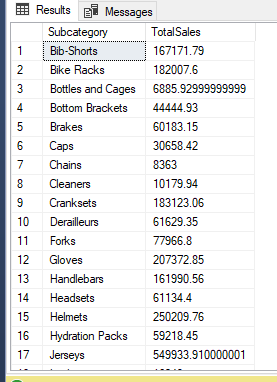 Results Messages
Subcategory TotalSales
1 Bib-Shorts 167171.79
2 Bike Racks 182007.6
3 Bottles and Cages 6885.92999999999
4 Bottom Brackets 44444.93
5 Brakes 60183.15
6 Caps 30658.42
7 Chains 8363
8 Cleaners 10179.94
9 Cranksets 183123.06
10 Derailleurs 61629.35
11 Forks 77966.8
12 Gloves 207372.85
13 Handlebars 161990.56
14 Headsets 61134.4
15 Helmets 250209.76
16 Hydration Packs 59218.45
17 Jerseys 549933.910000001